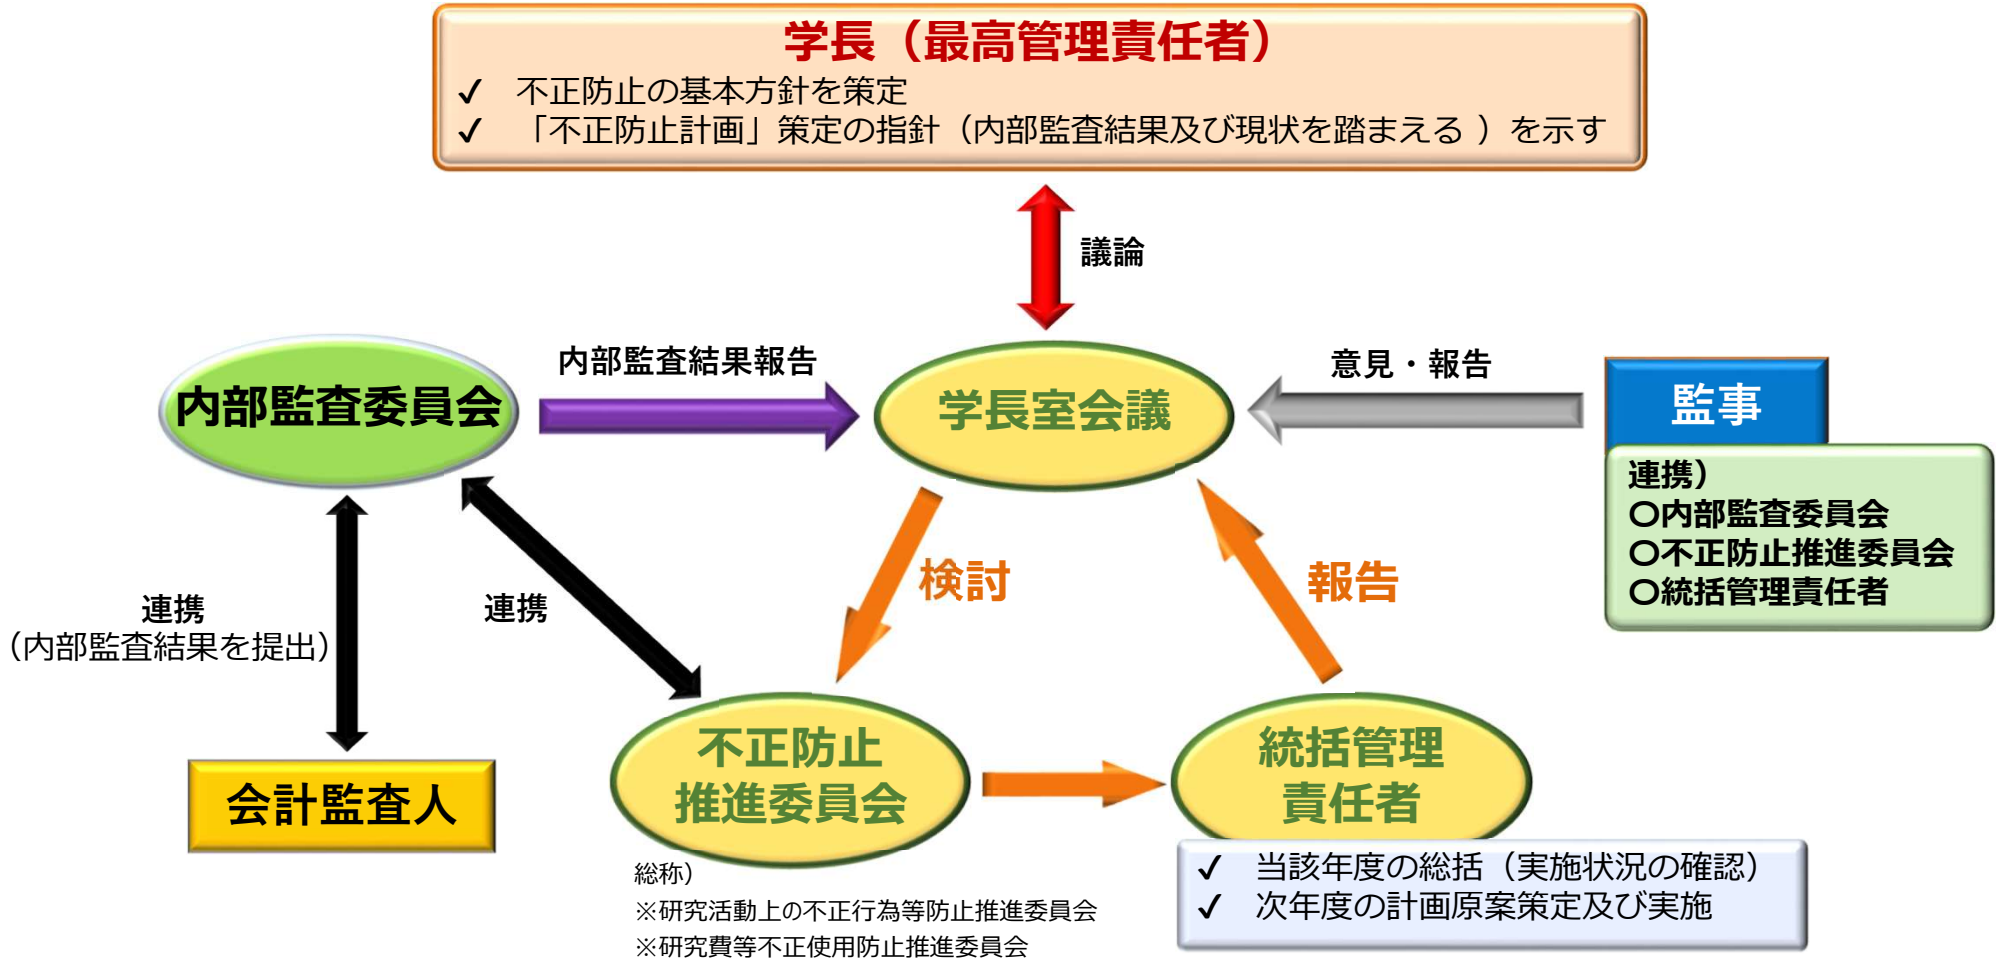 学長（最高管理責任者）
✓ 不正防止の基本方針を策定
✓ 「不正防止計画」策定の指針（内部監査結果及び現状を踏まえる ）を示す
議論
内部監査委員会
内部監査結果報告
学長室会議
意見・報告
監事
連携）
〇内部監査委員会
〇不正防止推進委員会
〇統括管理責任者
検討
報告
連携
（内部監査結果を提出）
連携
不正防止
推進委員会
統括管理
責任者
会計監査人
総称）
※研究活動上の不正行為等防止推進委員会
※研究費等不正使用防止推進委員会
✓ 当該年度の総括（実施状況の確認）
✓ 次年度の計画原案策定及び実施